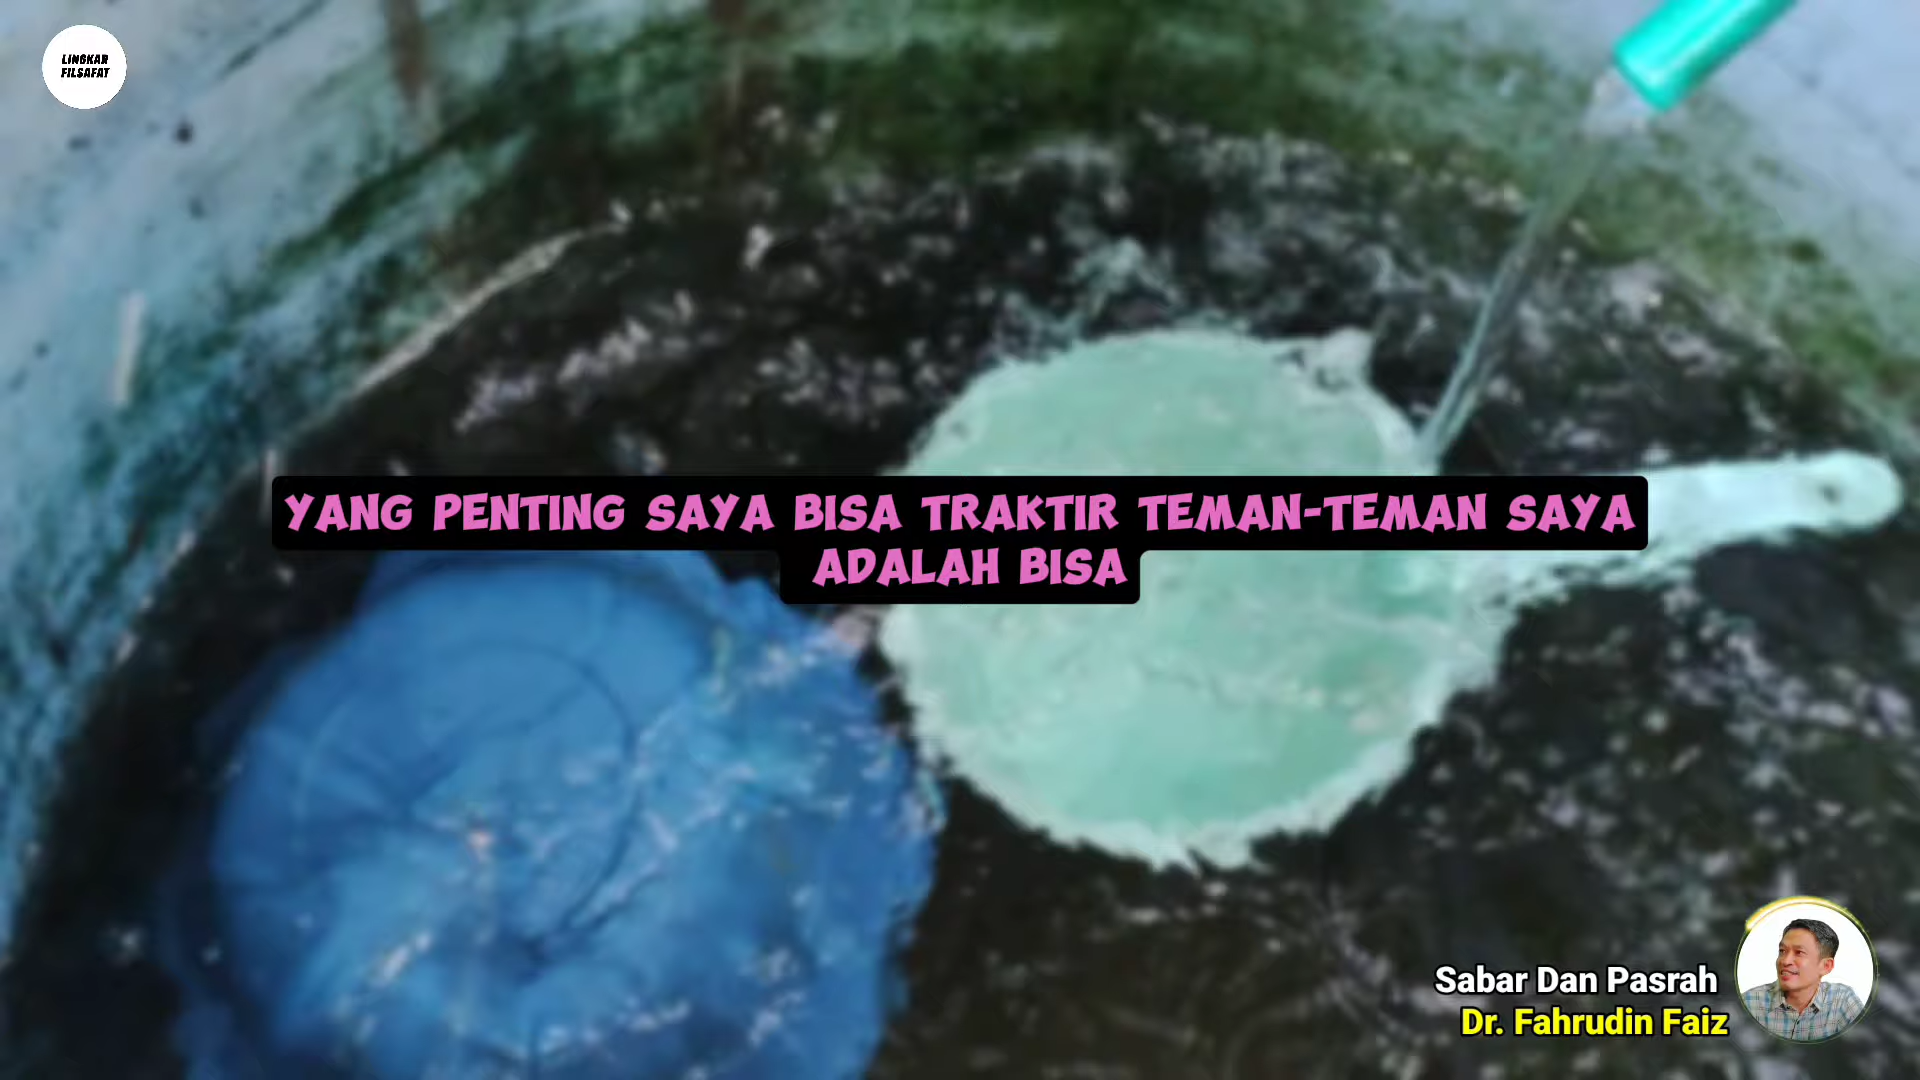 LINGKAR
FILSAFAT
YANG PENTING SAYA BISA TRAKTIR TEMAN-TEMAN SAYA
ADALAH BISA
Sabar Dan Pasrah
Dr. Fahrudin Faiz